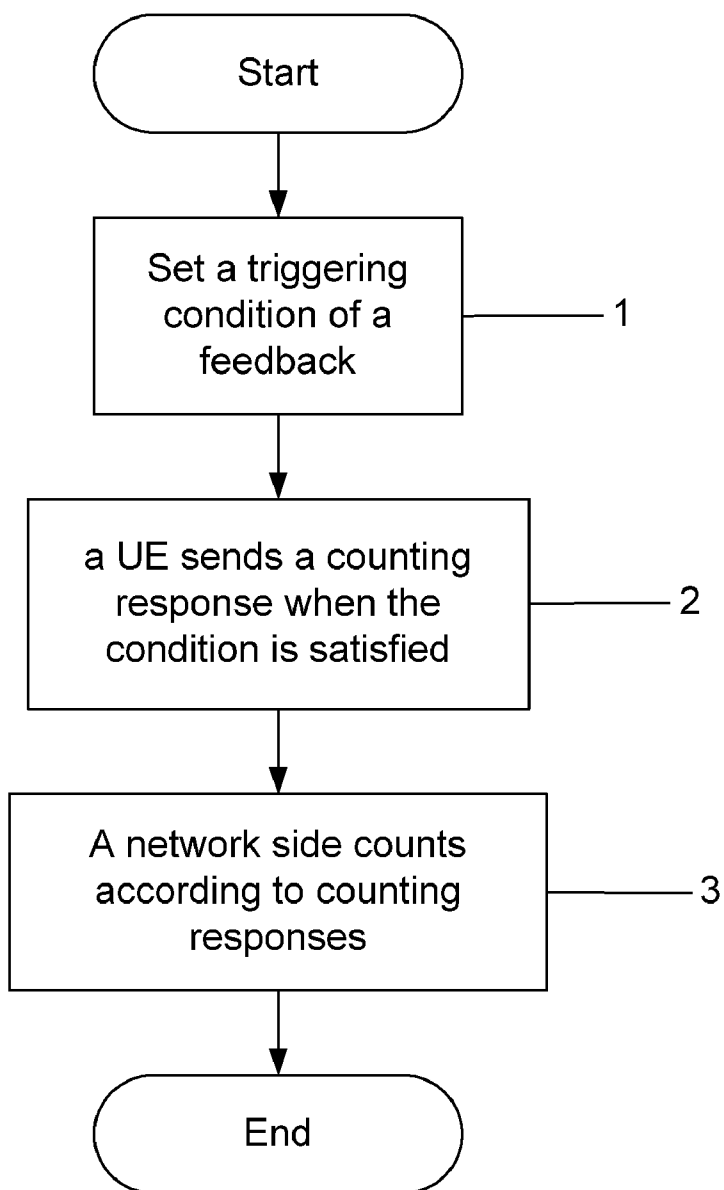 Start
Set a triggering
condition of a
feedback
1
a UE sends a counting
response when the
condition is satisfied
2
A network side counts
according to counting
responses
3
End